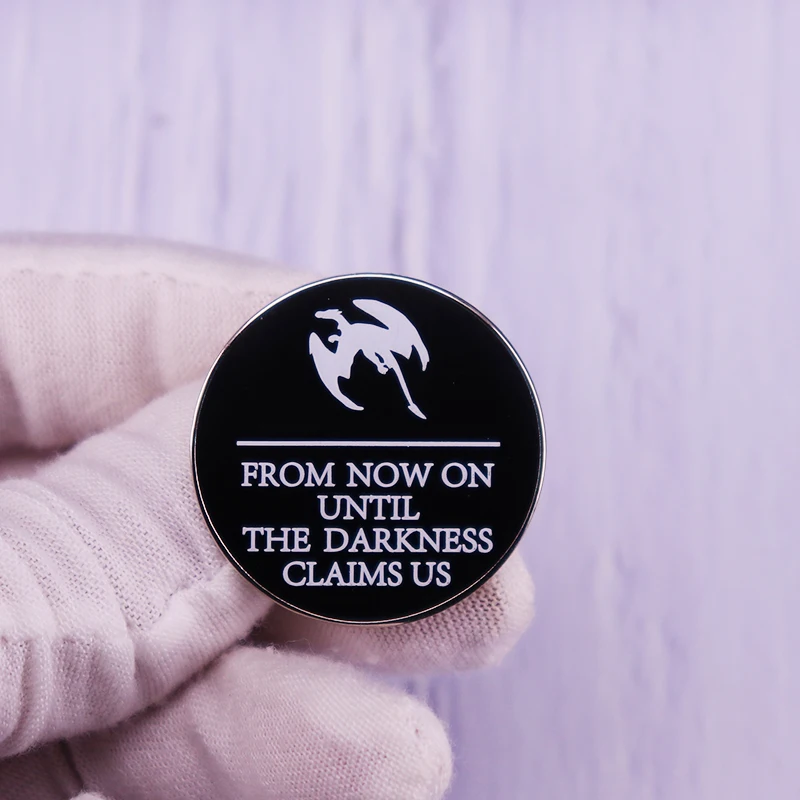 FROM NOW ON
UNTIL
THE DARKNESS
CLAIMS US